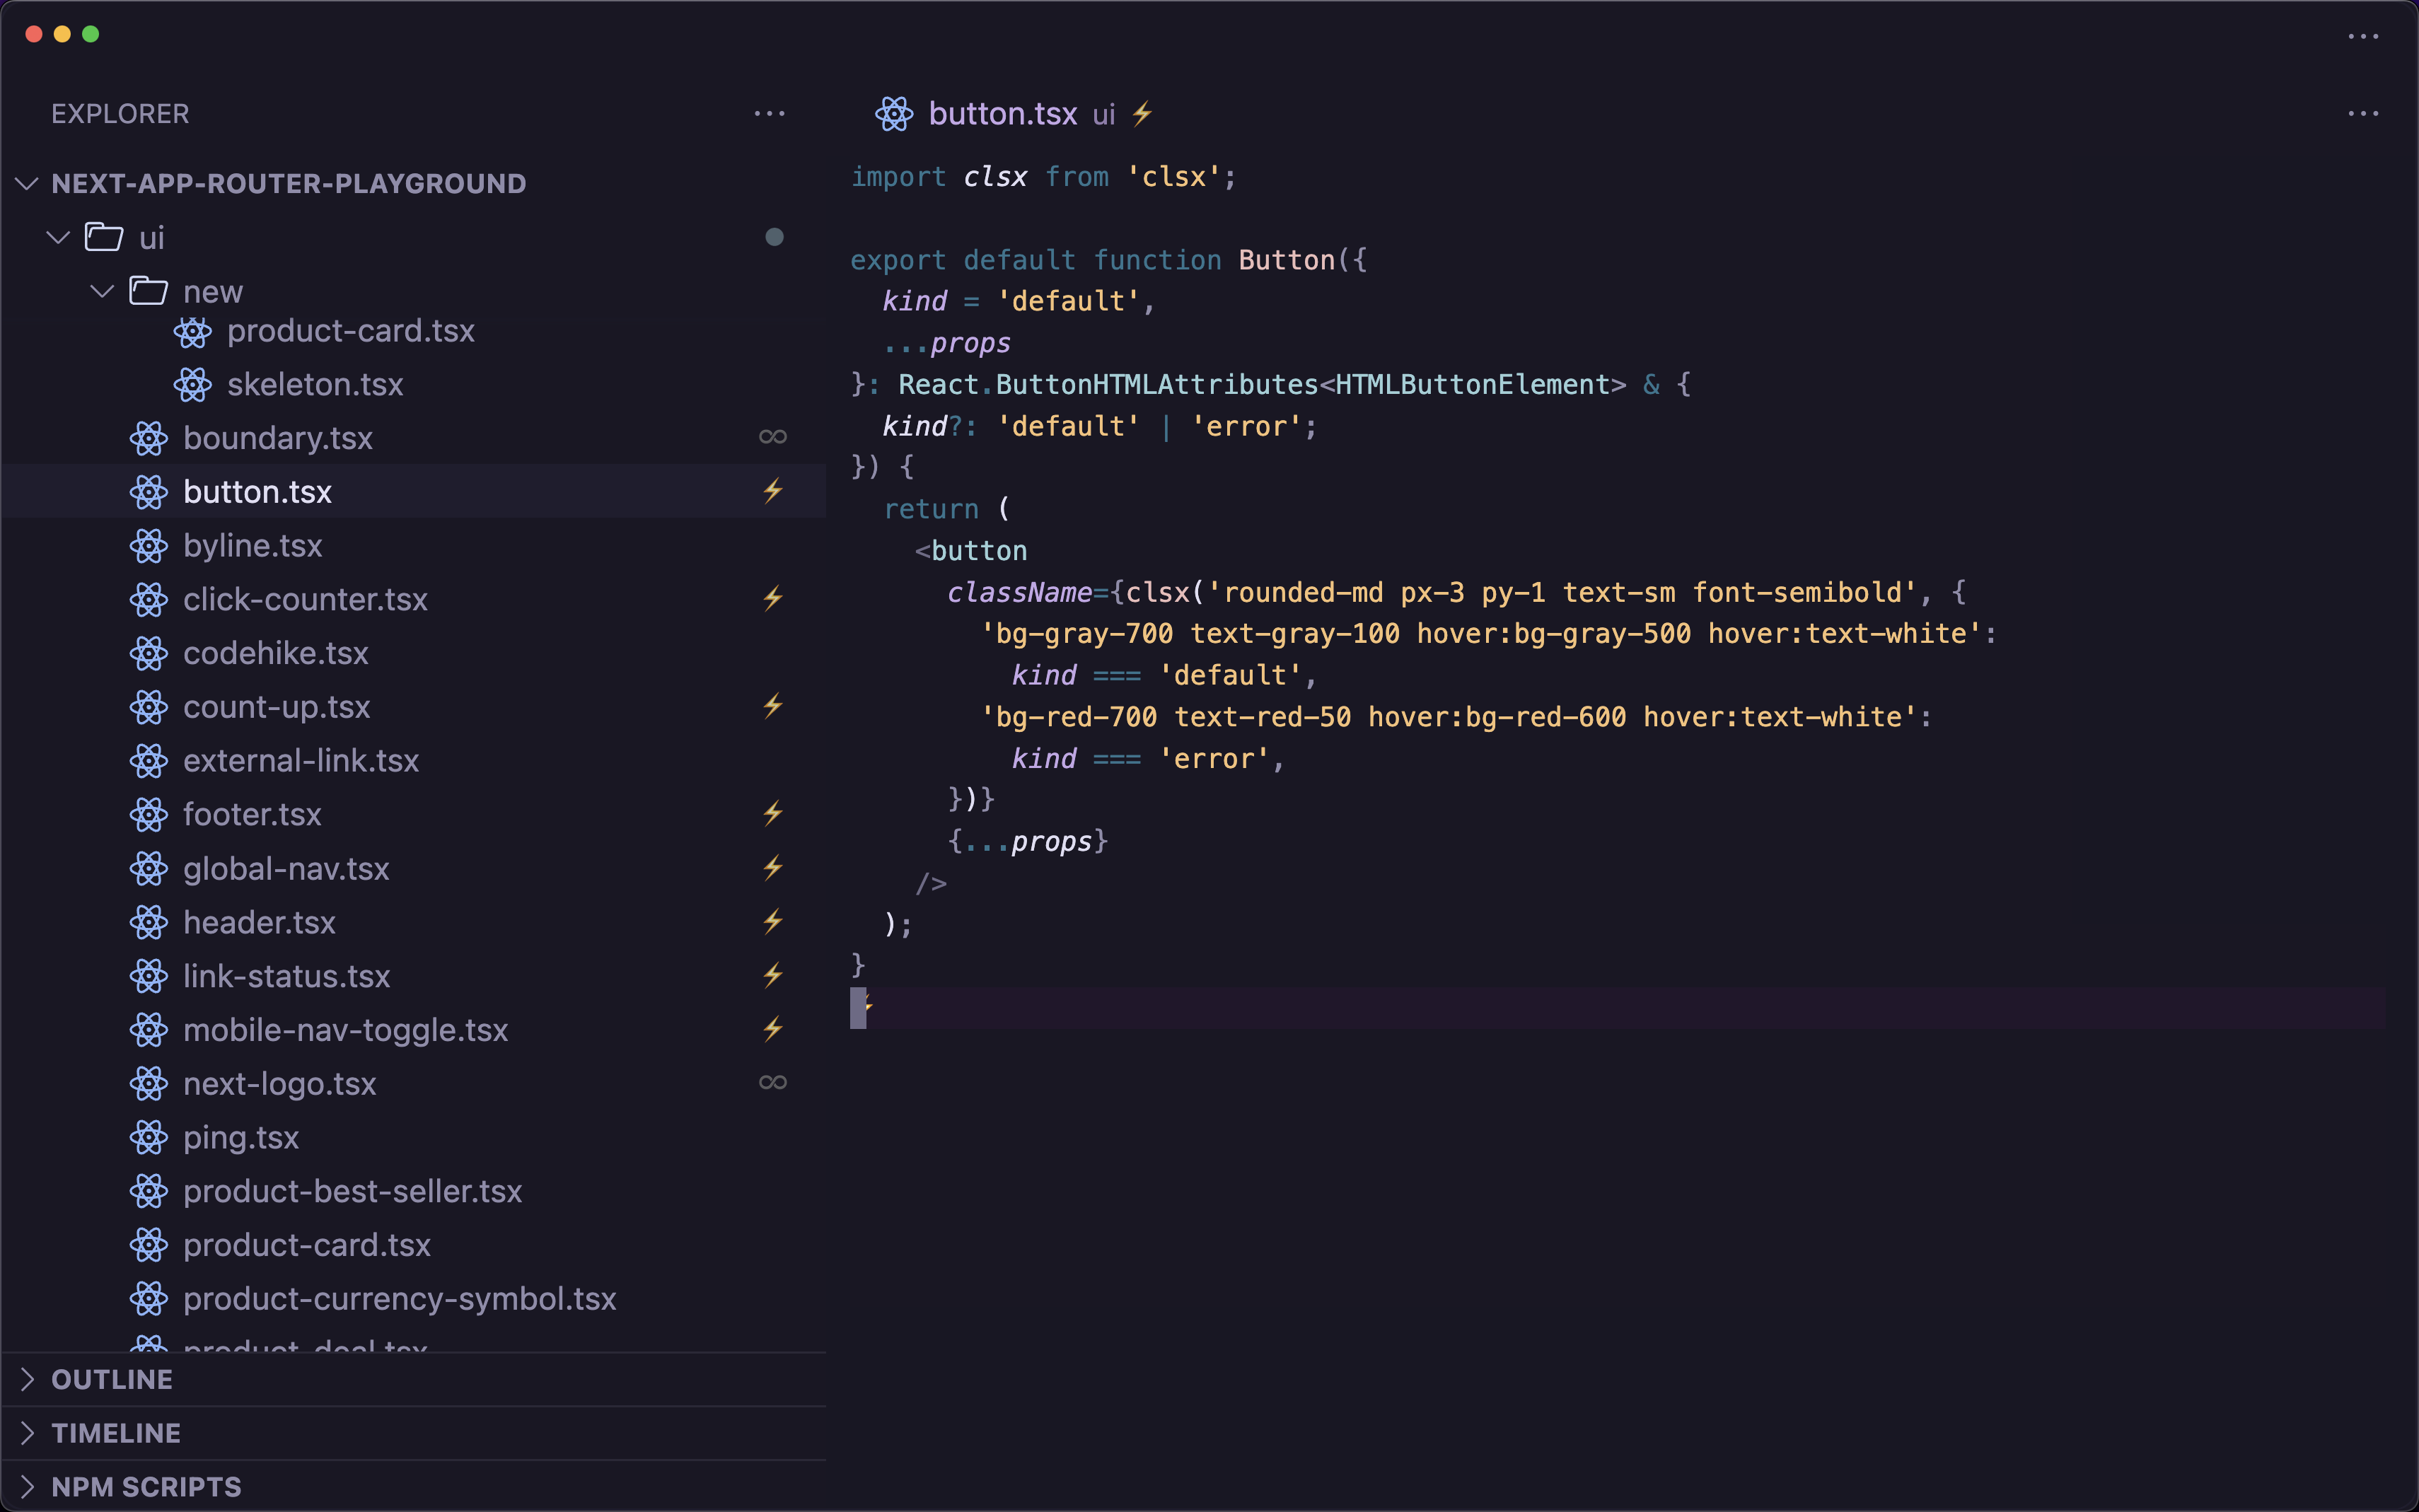 EXPLORER
NEXT-APP-ROUTER-PLAYGROUND
ui
new
product-card.tsx
skeleton.tsx
boundary.tsx
button.tsx
byline.tsx
click-counter.tsx
codehike.tsx
count-up.tsx
external-link.tsx
footer.tsx
global-nav.tsx
header.tsx
link-status.tsx
mobile-nav-toggle.tsx
next-logo.tsx
ping.tsx
product-best-seller.tsx
product-card.tsx
product-currency-symbol.tsx
product-deal.tsx
OUTLINE
TIMELINE
NPM SCRIPTS
button.tsx ui
import clsx from 'clsx';
export default function Button({
  kind = 'default',
  ...props
}: React.ButtonHTMLAttributes<HTMLButtonElement> & {
  kind?: 'default' | 'error';
}) {
  return (
    <button
      className={clsx('rounded-md px-3 py-1 text-sm font-semibold', {
        'bg-gray-700 text-gray-100 hover:bg-gray-500 hover:text-white':
          kind === 'default',
        'bg-red-700 text-red-50 hover:bg-red-600 hover:text-white':
          kind === 'error',
      })}
      {...props}
    />
  );
}